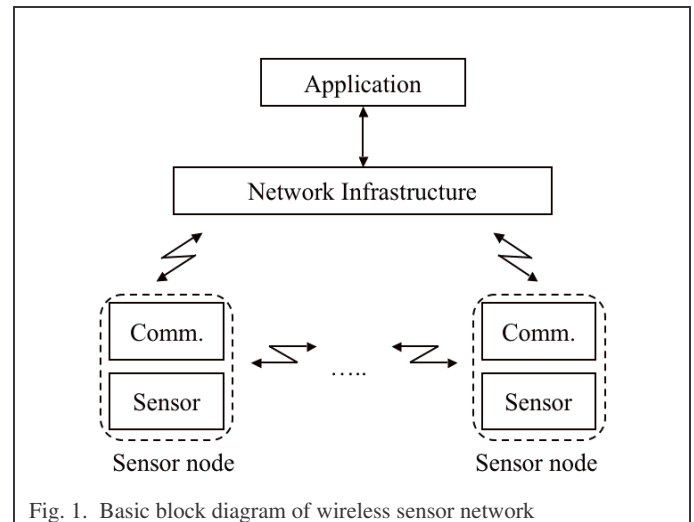 Application
Network Infrastructure
Comm.
Comm.
.....
Sensor
Sensor
Sensor node
Sensor node
Fig. 1. Basic block diagram of wireless sensor network